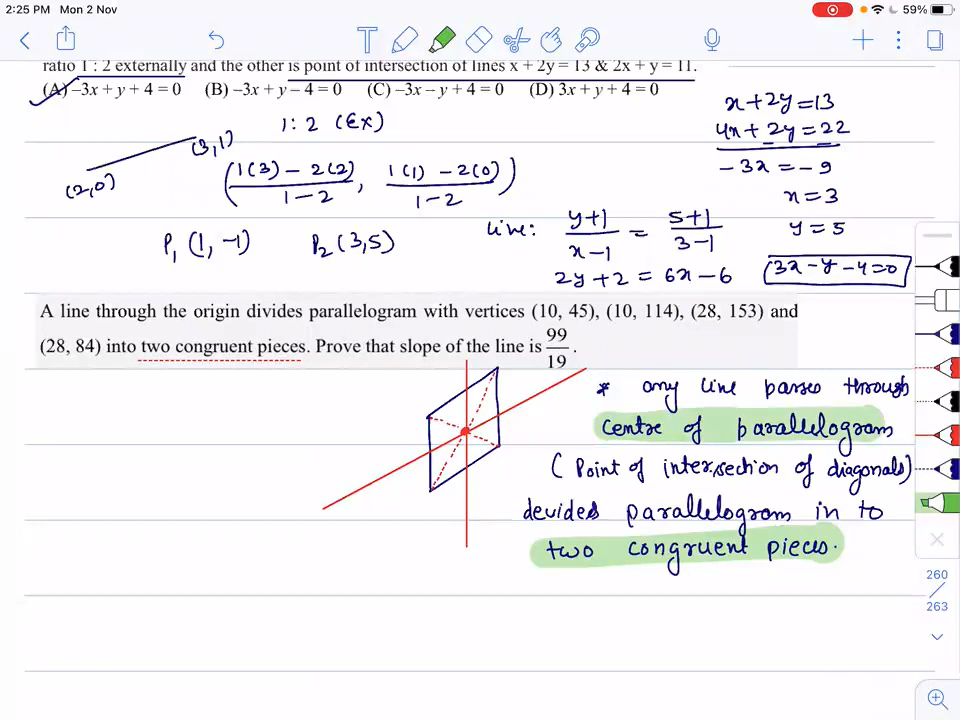 2:25 PM Mon 2 Nov
59%
ratio 1 : 2 externally and the other is point of intersection of lines x + 2y = 13 & 2x + y = 11.
(A) –3x + y + 4 = 0 (B) –3x + y – 4 = 0 (C) –3x – y + 4 = 0 (D) 3x + y + 4 = 0
x + 2y = 13
4x + 2y = 22
-3x = -9
x = 3
y = 5
1 : 2 (Ex)
(3, 1)
(2, 0)
( 1(3) - 2(2) / 1 - 2 , 1(1) - 2(0) / 1 - 2 )
P₁ (1, -1) P₂ (3, 5)
line: y+1 / x-1 = 5+1 / 3-1
2y + 2 = 6x - 6
3x - y - 4 = 0
A line through the origin divides parallelogram with vertices (10, 45), (10, 114), (28, 153) and
(28, 84) into two congruent pieces. Prove that slope of the line is 99/19.
* any line passes through
centre of parallelogram
(Point of intersection of diagonals)
devided parallelogram in to
two congruent pieces.
260
263